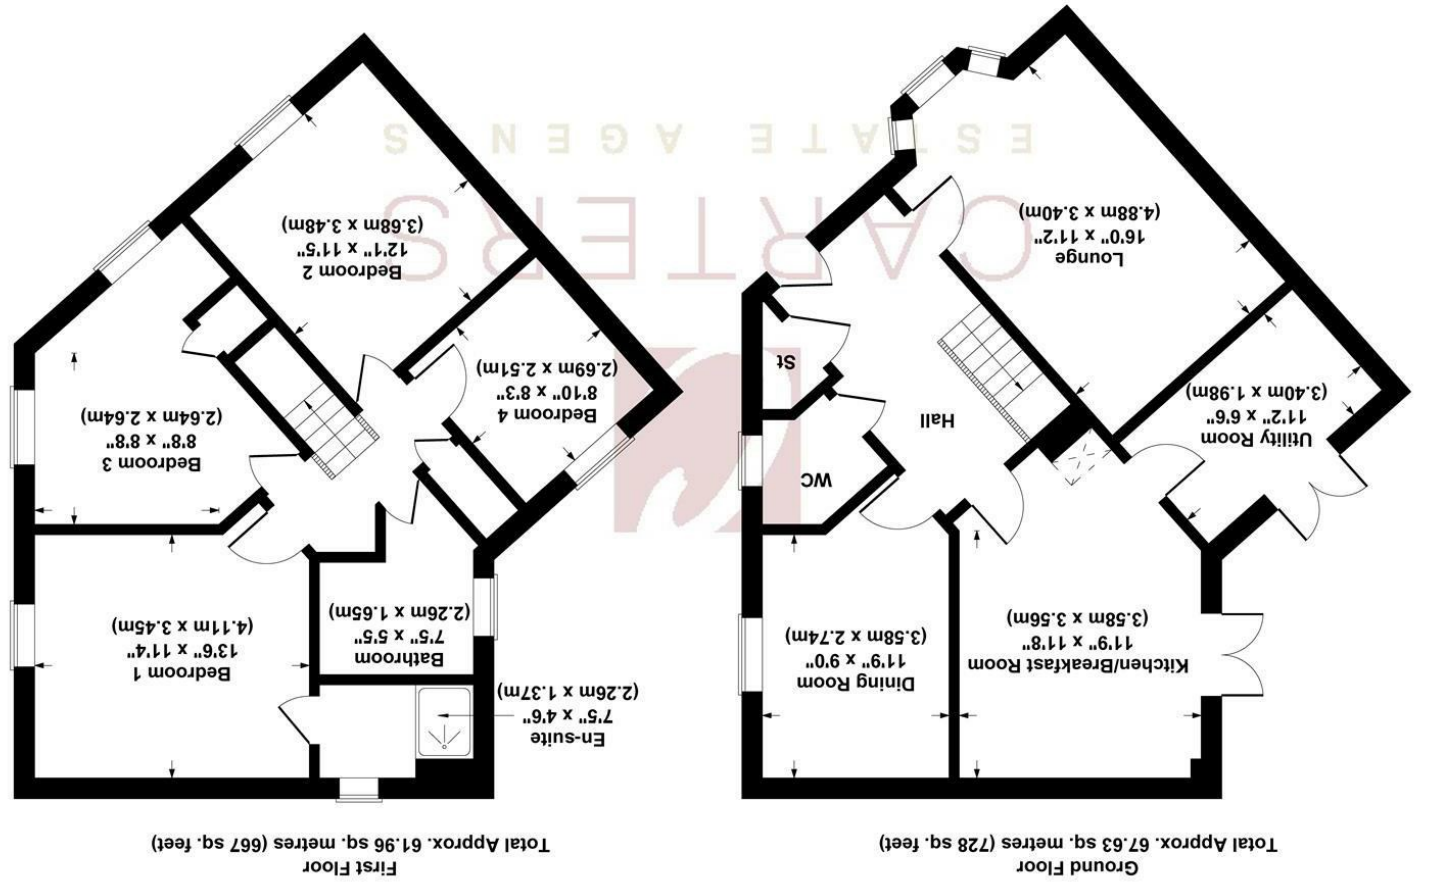 Ground Floor
Total Approx. 67.63 sq. metres (728 sq. feet)
Kitchen/Breakfast Room
11'9" x 11'8"
(3.58m x 3.56m)
Dining Room
11'9" x 9'0"
(3.58m x 2.74m)
WC
Utility Room
11'2" x 6'6"
(3.40m x 1.98m)
Hall
St
Lounge
16'0" x 11'2"
(4.88m x 3.40m)
First Floor
Total Approx. 61.96 sq. metres (667 sq. feet)
En-suite
7'5" x 4'6"
(2.26m x 1.37m)
Bathroom
7'5" x 5'5"
(2.26m x 1.65m)
Bedroom 1
13'6" x 11'4"
(4.11m x 3.45m)
Bedroom 3
8'8" x 8'8"
(2.64m x 2.64m)
Bedroom 4
8'10" x 8'3"
(2.69m x 2.51m)
Bedroom 2
12'1" x 11'5"
(3.68m x 3.48m)
CARTERS
ESTATE AGENTS